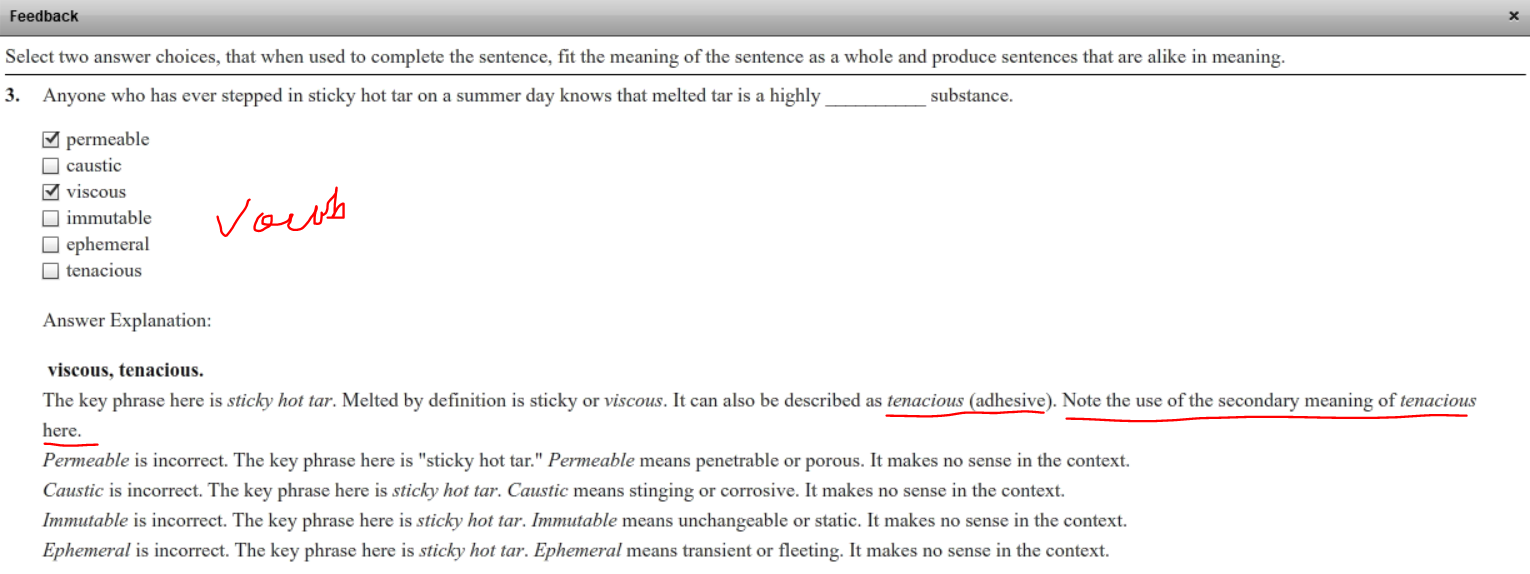 Feedback
Select two answer choices, that when used to complete the sentence, fit the meaning of the sentence as a whole and produce sentences that are alike in meaning.
3. Anyone who has ever stepped in sticky hot tar on a summer day knows that melted tar is a highly __________ substance.
permeable
caustic
viscous
immutable
ephemeral
tenacious
Answer Explanation:
viscous, tenacious.
The key phrase here is sticky hot tar. Melted by definition is sticky or viscous. It can also be described as tenacious (adhesive). Note the use of the secondary meaning of tenacious
here.
Permeable is incorrect. The key phrase here is "sticky hot tar." Permeable means penetrable or porous. It makes no sense in the context.
Caustic is incorrect. The key phrase here is sticky hot tar. Caustic means stinging or corrosive. It makes no sense in the context.
Immutable is incorrect. The key phrase here is sticky hot tar. Immutable means unchangeable or static. It makes no sense in the context.
Ephemeral is incorrect. The key phrase here is sticky hot tar. Ephemeral means transient or fleeting. It makes no sense in the context.